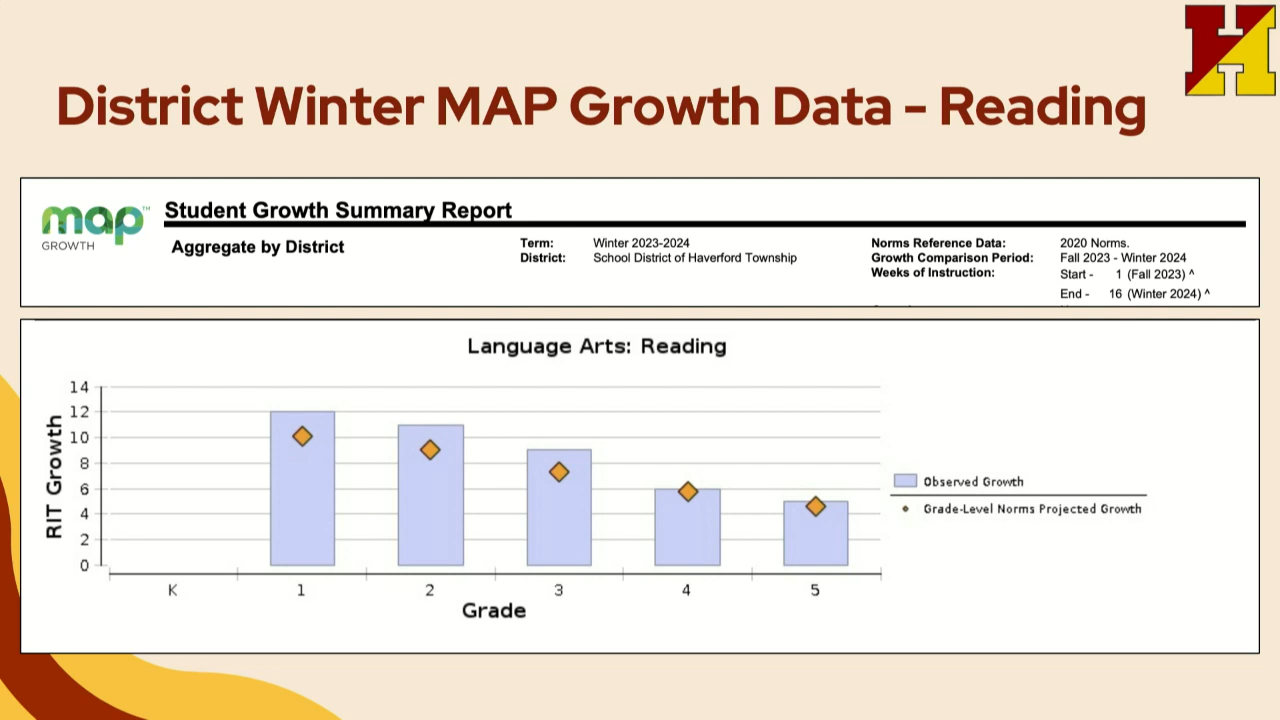 H
District Winter MAP Growth Data - Reading
map™
GROWTH
Student Growth Summary Report
Aggregate by District
Term: Winter 2023-2024
District: School District of Haverford Township
Norms Reference Data: 2020 Norms.
Growth Comparison Period: Fall 2023 - Winter 2024
Weeks of Instruction: Start - 1 (Fall 2023) ^
End - 16 (Winter 2024) ^
Language Arts: Reading
RIT Growth
14
12
10
8
6
4
2
0
K 1 2 3 4 5
Grade
Observed Growth
Grade-Level Norms Projected Growth